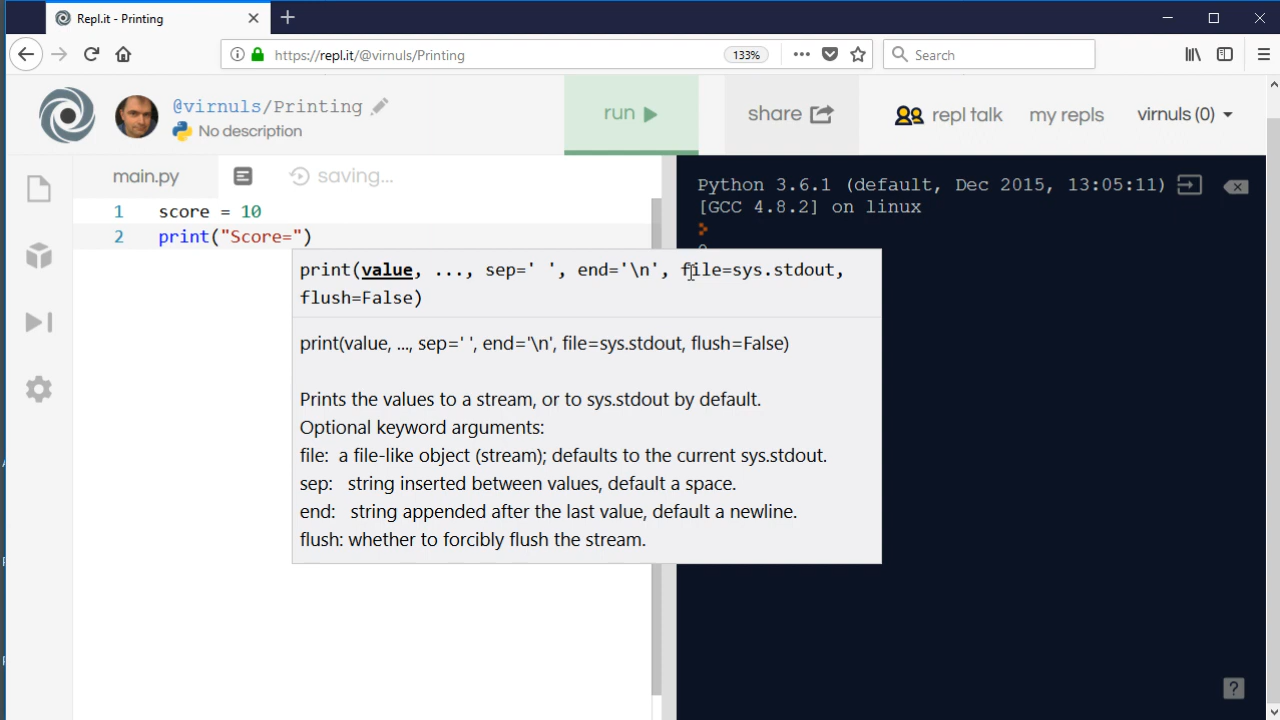 Repl.it - Printing
https://repl.it/@virnuls/Printing
133%
Search
@virnuls/Printing
No description
run
share
repl talk
my repls
virnuls (0)
main.py
saving...
1 score = 10
2 print("Score=")
Python 3.6.1 (default, Dec 2015, 13:05:11)
[GCC 4.8.2] on linux
print(value, ..., sep=' ', end='\n', file=sys.stdout,
flush=False)
print(value, ..., sep=' ', end='\n', file=sys.stdout, flush=False)
Prints the values to a stream, or to sys.stdout by default.
Optional keyword arguments:
file: a file-like object (stream); defaults to the current sys.stdout.
sep: string inserted between values, default a space.
end: string appended after the last value, default a newline.
flush: whether to forcibly flush the stream.
?